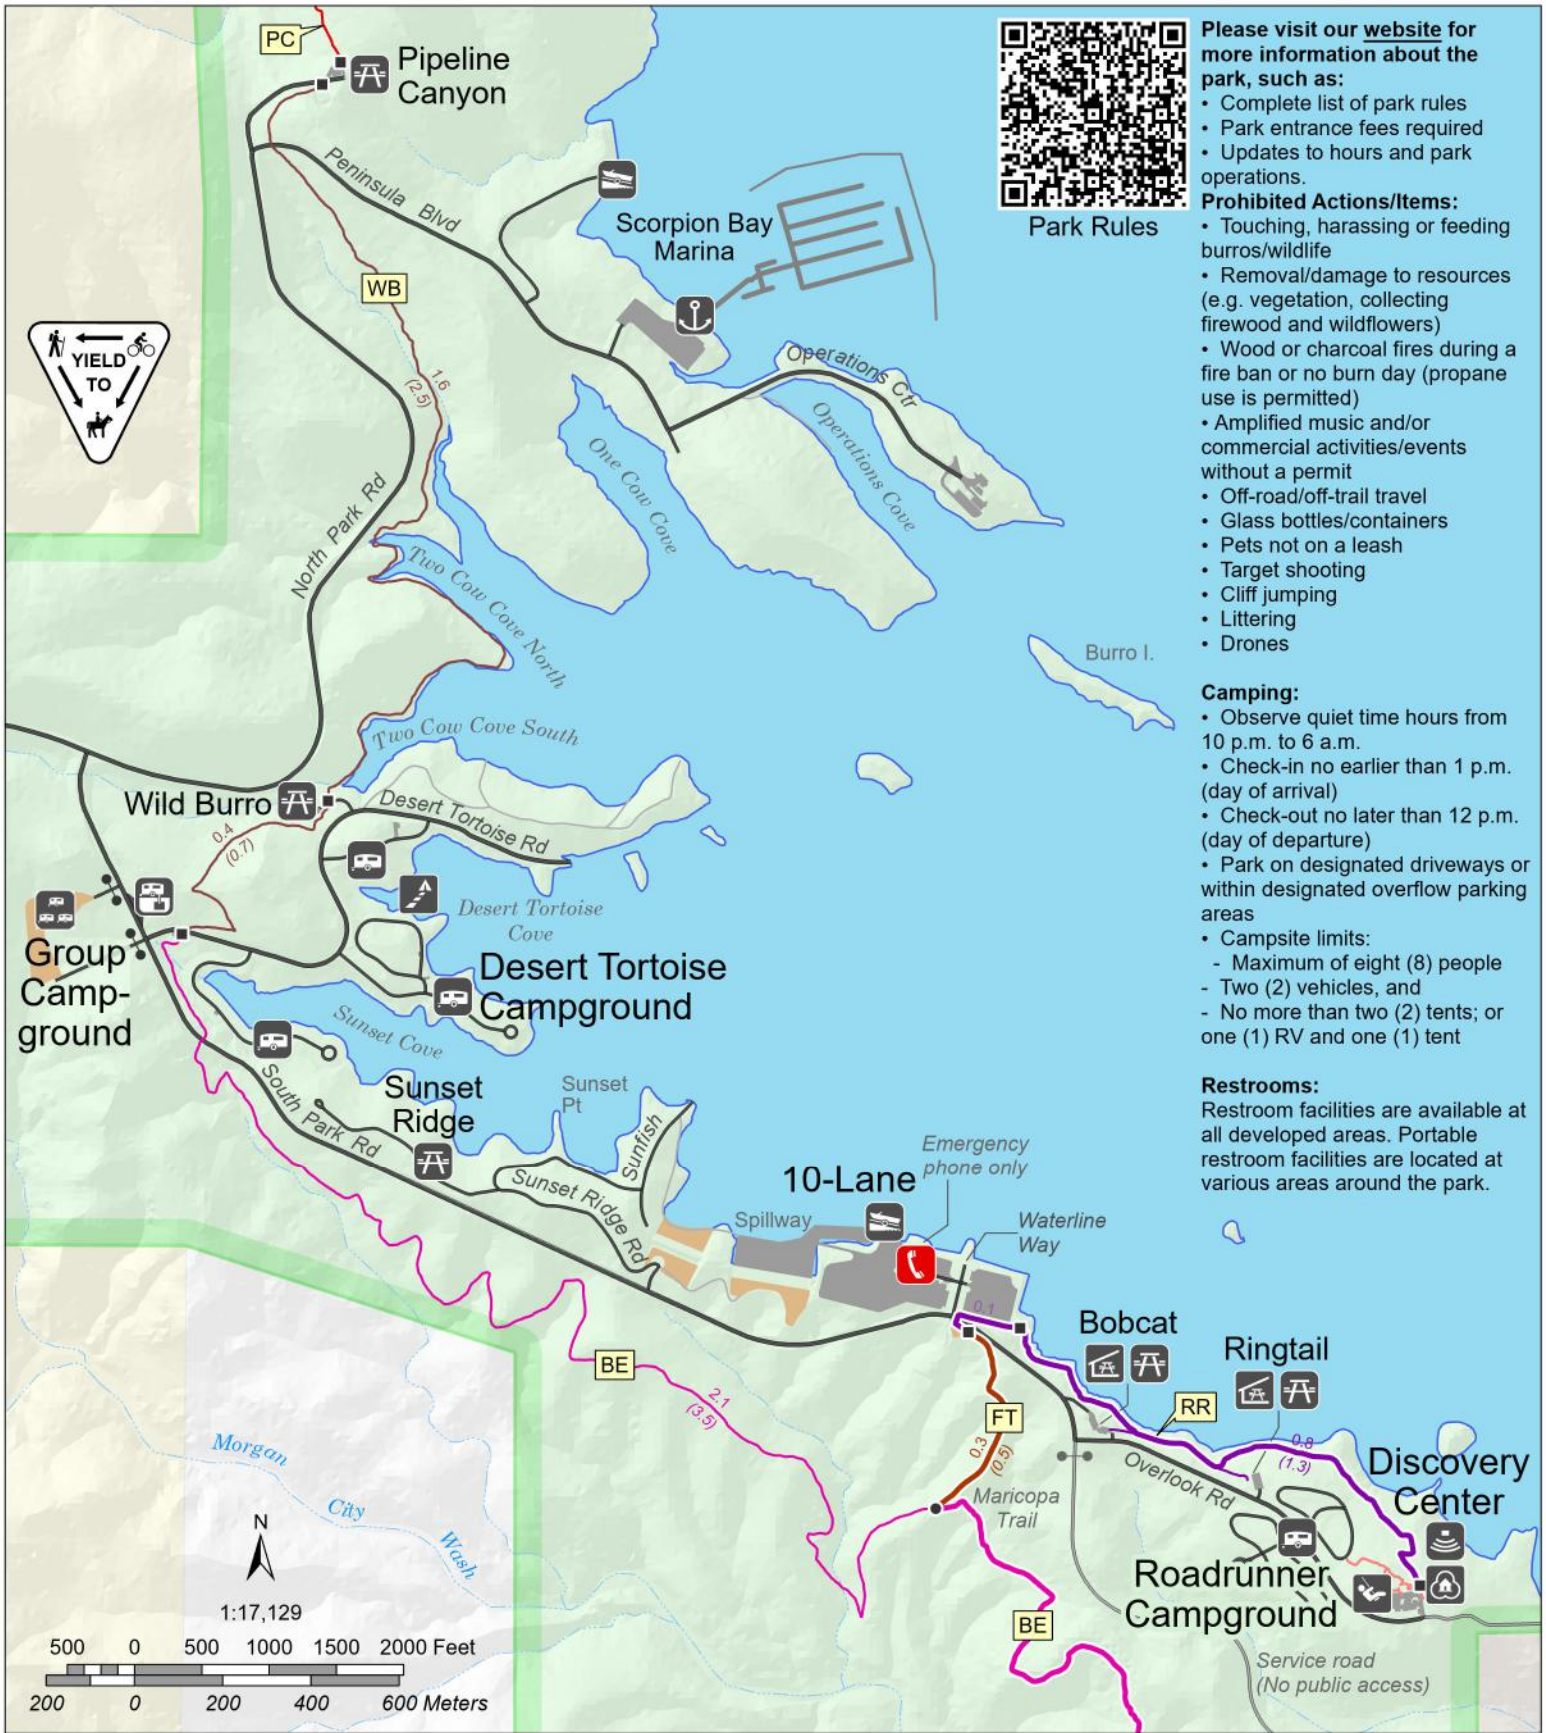 PC
Pipeline
Canyon
Peninsula Blvd
WB
Scorpion Bay
Marina
YIELD
TO
1.6
(2.5)
Operations Ctr
Operations Cove
One Cow Cove
North Park Rd
Two Cow Cove North
Two Cow Cove South
Burro I.
Wild Burro
0.4
(0.7)
Desert Tortoise Rd
Desert Tortoise
Cove
Group
Camp-
ground
Desert Tortoise
Campground
Sunset Cove
Sunset
Ridge
Sunset
Pt
South Park Rd
Sunfish
Sunset Ridge Rd
Emergency
phone only
10-Lane
Spillway
Waterline
Way
0.1
BE
2.1
(3.5)
Bobcat
Ringtail
FT
0.3
(0.5)
RR
0.8
(1.3)
Overlook Rd
Discovery
Center
Maricopa
Trail
Roadrunner
Campground
BE
Service road
(No public access)
Morgan
City
Wash
N
1:17,129
500 0 500 1000 1500 2000 Feet
200 0 200 400 600 Meters
Park Rules
Please visit our website for
more information about the
park, such as:
• Complete list of park rules
• Park entrance fees required
• Updates to hours and park
operations.
Prohibited Actions/Items:
• Touching, harassing or feeding
burros/wildlife
• Removal/damage to resources
(e.g. vegetation, collecting
firewood and wildflowers)
• Wood or charcoal fires during a
fire ban or no burn day (propane
use is permitted)
• Amplified music and/or
commercial activities/events
without a permit
• Off-road/off-trail travel
• Glass bottles/containers
• Pets not on a leash
• Target shooting
• Cliff jumping
• Littering
• Drones
Camping:
• Observe quiet time hours from
10 p.m. to 6 a.m.
• Check-in no earlier than 1 p.m.
(day of arrival)
• Check-out no later than 12 p.m.
(day of departure)
• Park on designated driveways or
within designated overflow parking
areas
• Campsite limits:
- Maximum of eight (8) people
- Two (2) vehicles, and
- No more than two (2) tents; or
one (1) RV and one (1) tent
Restrooms:
Restroom facilities are available at
all developed areas. Portable
restroom facilities are located at
various areas around the park.